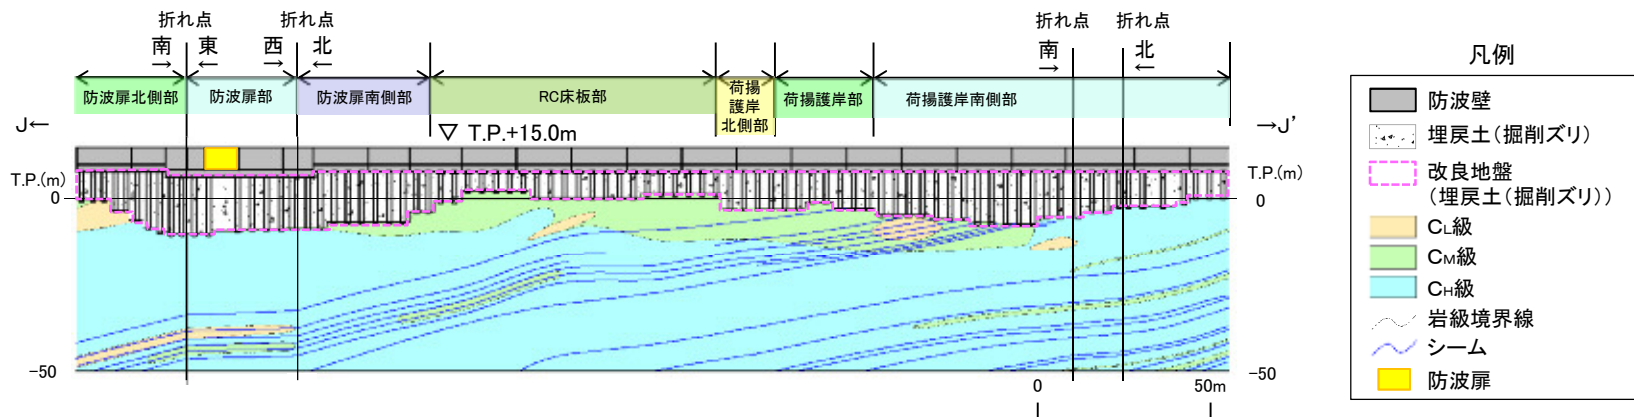 折れ点
折れ点
南→
←東
西→
←北
折れ点
折れ点
南→
←北
防波扉北側部
防波扉部
防波扉南側部
RC床板部
荷揚
護岸
北側部
荷揚護岸部
荷揚護岸南側部
J←
▽ T.P.+15.0m
→J'
T.P.(m)
0
-50
T.P.(m)
0
-50
0
50m
凡例
防波壁
埋戻土(掘削ズリ)
改良地盤
(埋戻土(掘削ズリ))
CL級
CM級
CH級
岩級境界線
シーム
防波扉